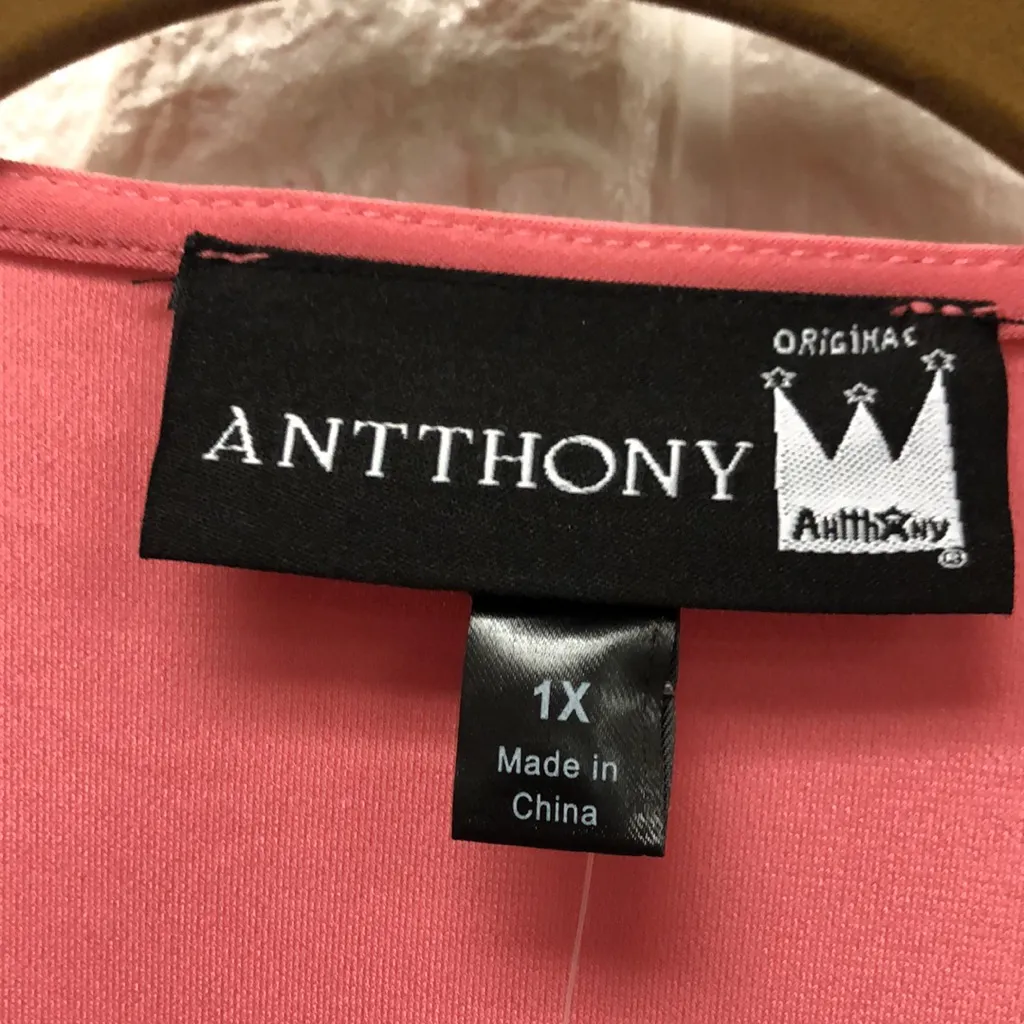 ORIGINAL
ANTTHONY
Antthony
®
1X
Made in
China